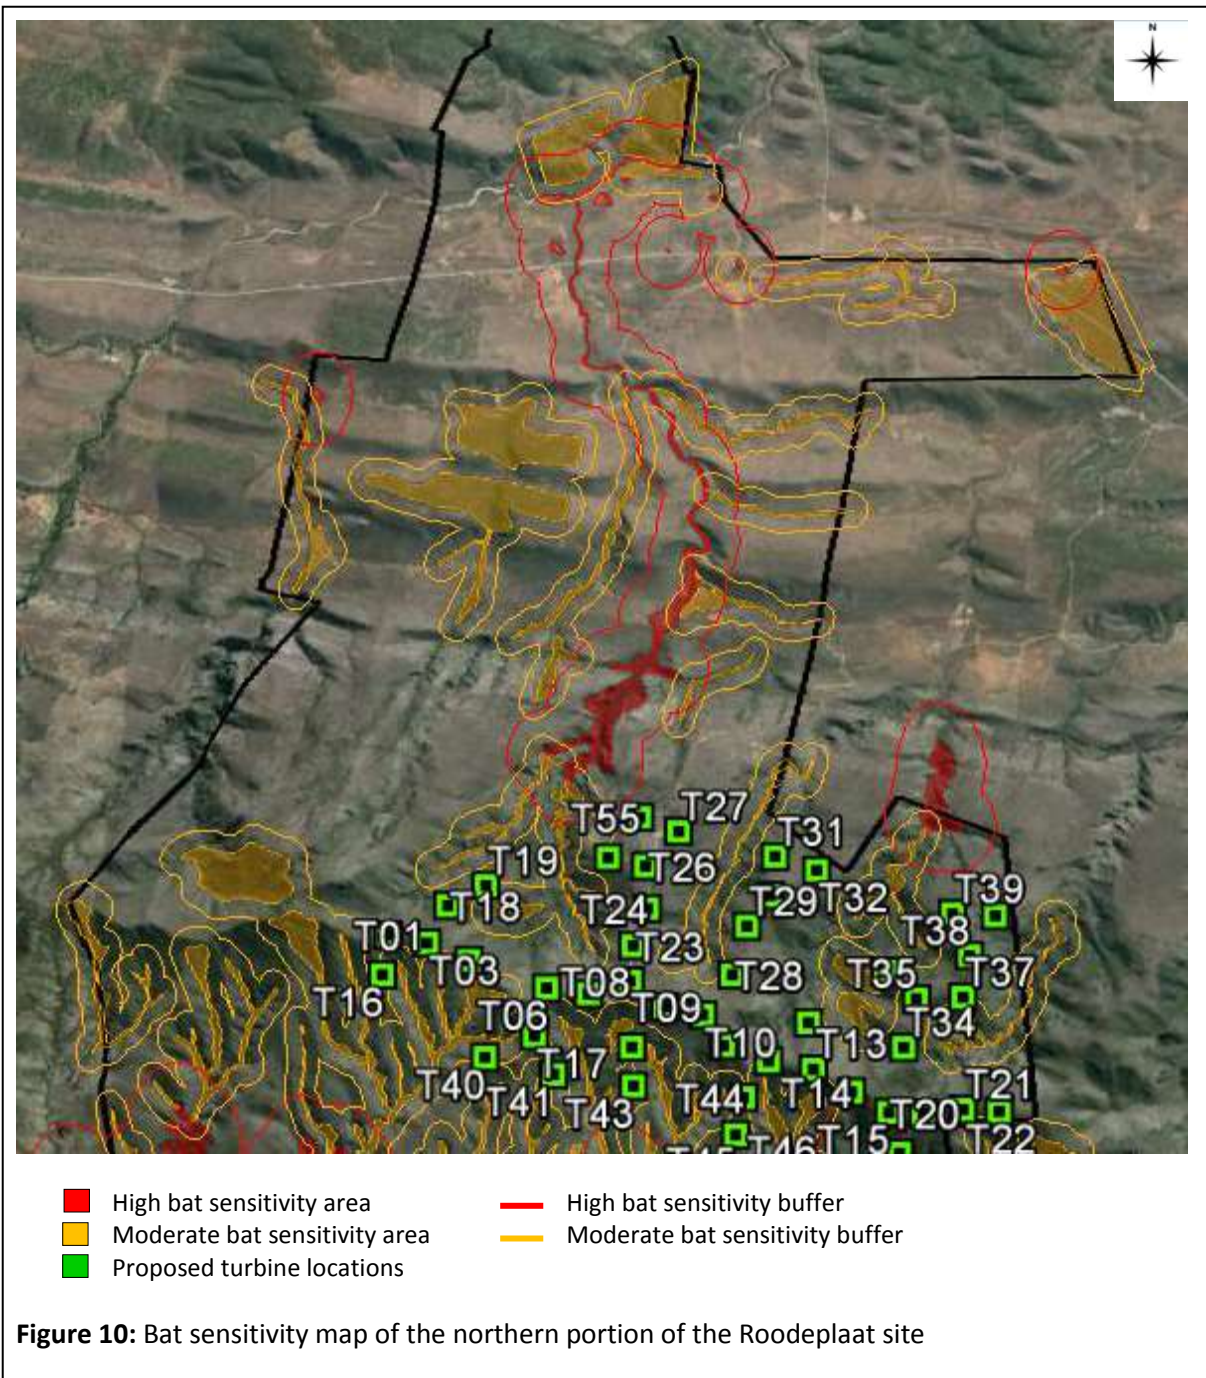 N
T55
T27
T31
T19
T26
T18
T24
T29
T32
T39
T38
T01
T23
T03
T08
T28
T35
T37
T16
T06
T09
T34
T10
T13
T17
T40
T41
T43
T44
T14
T21
T20
T15
T22
T46
High bat sensitivity area
High bat sensitivity buffer
Moderate bat sensitivity area
Moderate bat sensitivity buffer
Proposed turbine locations
Figure 10: Bat sensitivity map of the northern portion of the Roodeplaat site